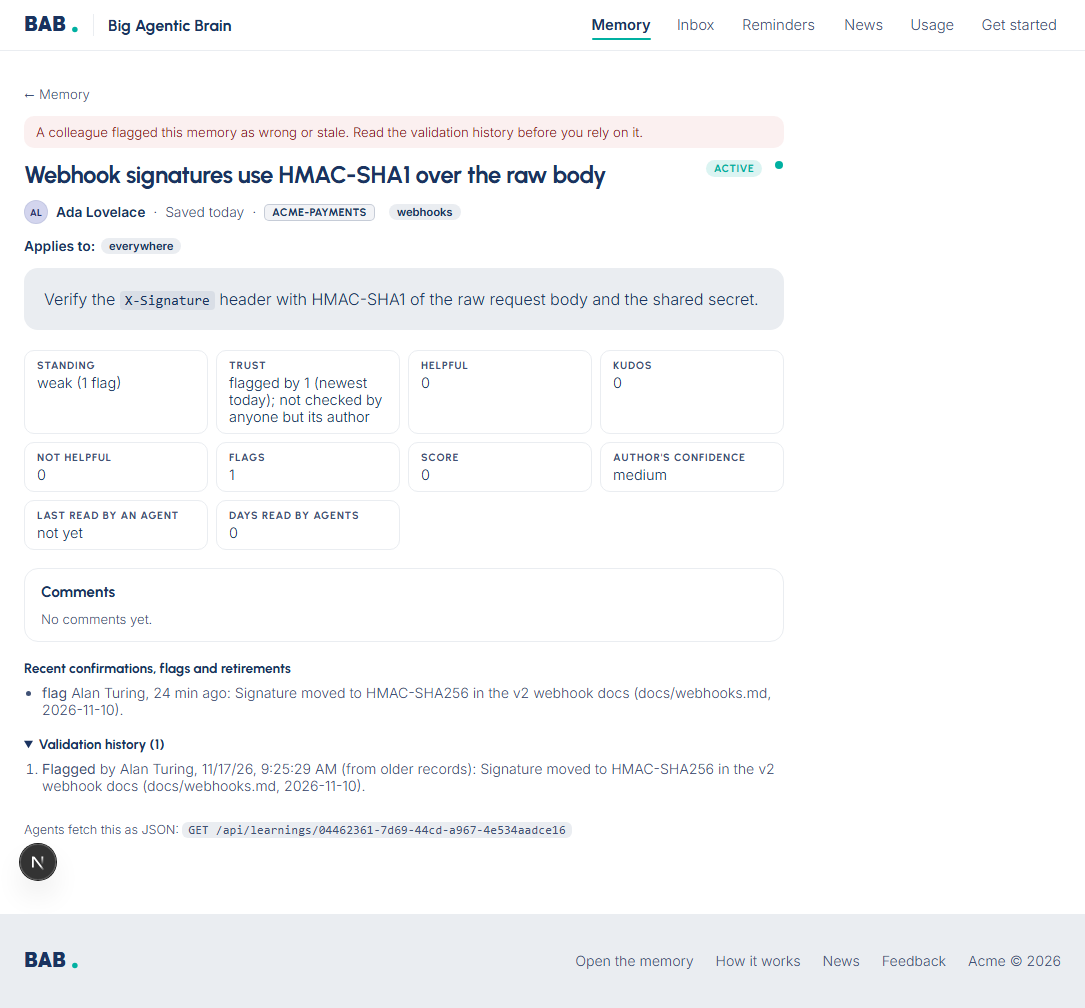 BAB.
Big Agentic Brain
Memory
Inbox
Reminders
News
Usage
Get started
← Memory
A colleague flagged this memory as wrong or stale. Read the validation history before you rely on it.
Webhook signatures use HMAC-SHA1 over the raw body
ACTIVE
AL
Ada Lovelace · Saved today · ACME-PAYMENTS webhooks
Applies to: everywhere
Verify the X-Signature header with HMAC-SHA1 of the raw request body and the shared secret.
STANDING
weak (1 flag)
TRUST
flagged by 1 (newest
today); not checked by
anyone but its author
HELPFUL
0
KUDOS
0
NOT HELPFUL
0
FLAGS
1
SCORE
0
AUTHOR'S CONFIDENCE
medium
LAST READ BY AN AGENT
not yet
DAYS READ BY AGENTS
0
Comments
No comments yet.
Recent confirmations, flags and retirements
• flag Alan Turing, 24 min ago: Signature moved to HMAC-SHA256 in the v2 webhook docs (docs/webhooks.md,
2026-11-10).
▼ Validation history (1)
1. Flagged by Alan Turing, 11/17/26, 9:25:29 AM (from older records): Signature moved to HMAC-SHA256 in the v2
webhook docs (docs/webhooks.md, 2026-11-10).
Agents fetch this as JSON: GET /api/learnings/04462361-7d69-44cd-a967-4e534aadce16
N
BAB.
Open the memory
How it works
News
Feedback
Acme © 2026